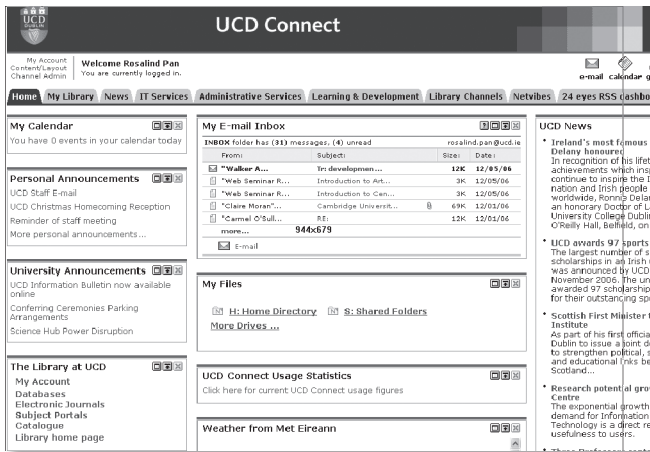 UCD
DUBLIN
UCD Connect
My Account
Content/Layout
Channel Admin
Welcome Rosalind Pan
You are currently logged in.
e-mail calendar g
Home My Library News IT Services Administrative Services Learning & Development Library Channels Netvibes 24 eyes RSS dashbo
My Calendar
You have 0 events in your calendar today
Personal Announcements
UCD Staff E-mail
UCD Christmas Homecoming Reception
Reminder of staff meeting
More personal announcements...
University Announcements
UCD Information Bulletin now available
online
Conferring Ceremonies Parking
Arrangements
Science Hub Power Disruption
The Library at UCD
My Account
Databases
Electronic Journals
Subject Portals
Catalogue
Library home page
My E-mail Inbox
INBOX folder has (31) messages, (4) unread rosalind.pan@ucd.ie
From: Subject: Size: Date:
"Walker A... Tr: developmen... 12K 12/05/06
"Web Seminar R... Introduction to Art... 3K 12/05/06
"Web Seminar R... Introduction to Cen... 3K 12/05/06
"Claire Moran"... Cambridge Universit... 69K 12/01/06
"Carmel O'Sull... RE: 12K 12/01/06
more... 944x679
E-mail
My Files
H: Home Directory S: Shared Folders
More Drives ...
UCD Connect Usage Statistics
Click here for current UCD Connect usage figures
Weather from Met Eireann
UCD News
Ireland's most famous
Delany honoured
In recognition of his lifet
achievements which insp
continue to inspire the I
nation and Irish people
worldwide, Ronnie Delan
an honorary Doctor of L
University College Dublin
O'Reilly Hall, Belfield, on
UCD awards 97 sports
The largest number of s
scholarships in an Irish u
was announced by UCD
November 2006. The un
awarded 97 scholarship
for their outstanding spo
Scottish First Minister t
Institute
As part of his first officia
Dublin to issue a joint d
to strengthen political, s
and educational links be
Scotland...
Research potential grow
Centre
The exponential growth
demand for Information
Technology is a direct re
usefulness to users.